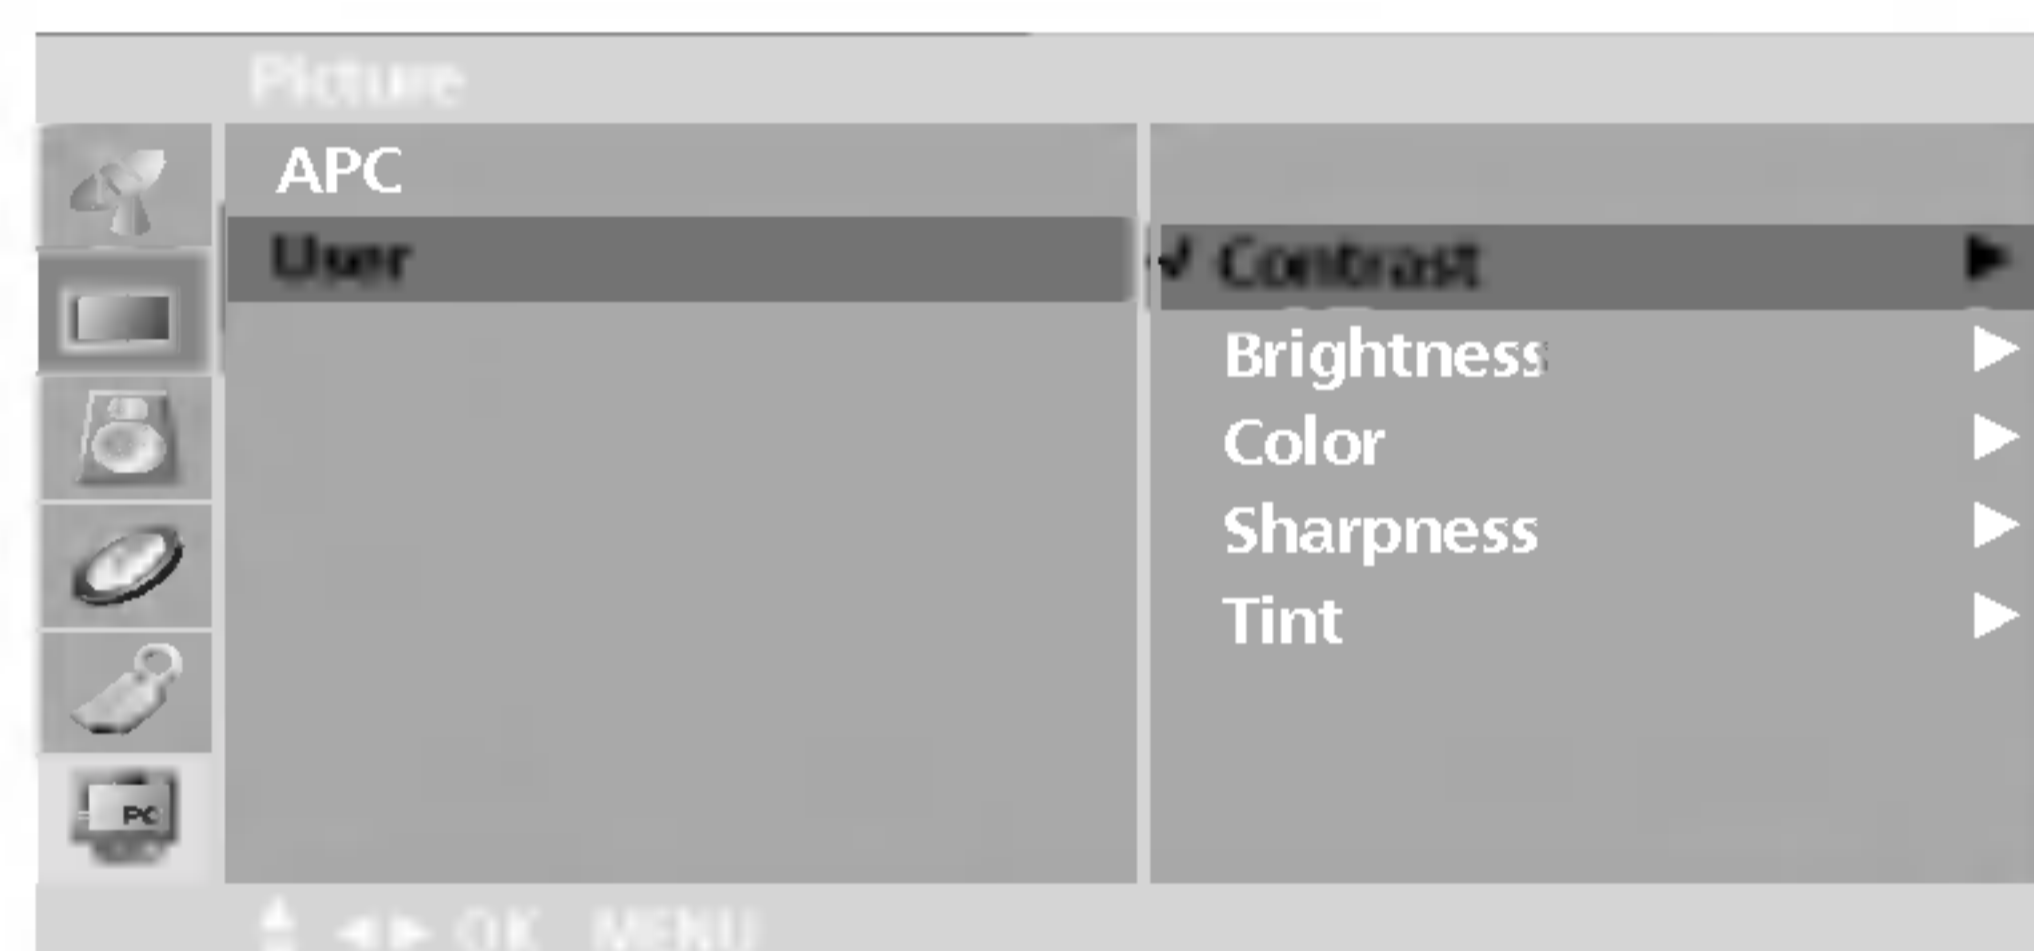 Picture
APC
User
√ Contrast ▶
Brightness ▶
Color ▶
Sharpness ▶
Tint ▶
PC
◀▶ OK MENU